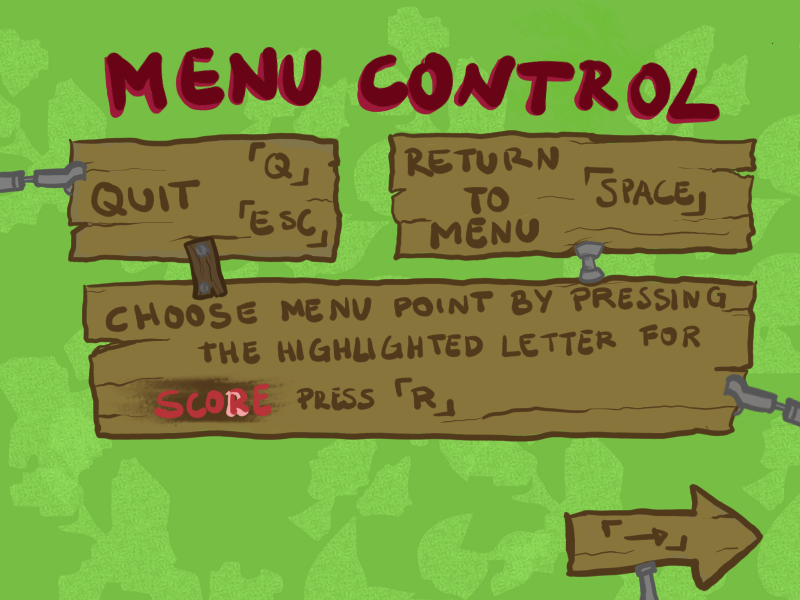 MENU CONTROL
QUIT
「Q」
「ESC」
RETURN
TO
MENU
「SPACE」
CHOOSE MENU POINT BY PRESSING
THE HIGHLIGHTED LETTER FOR
SCORE PRESS 「R」
「→」